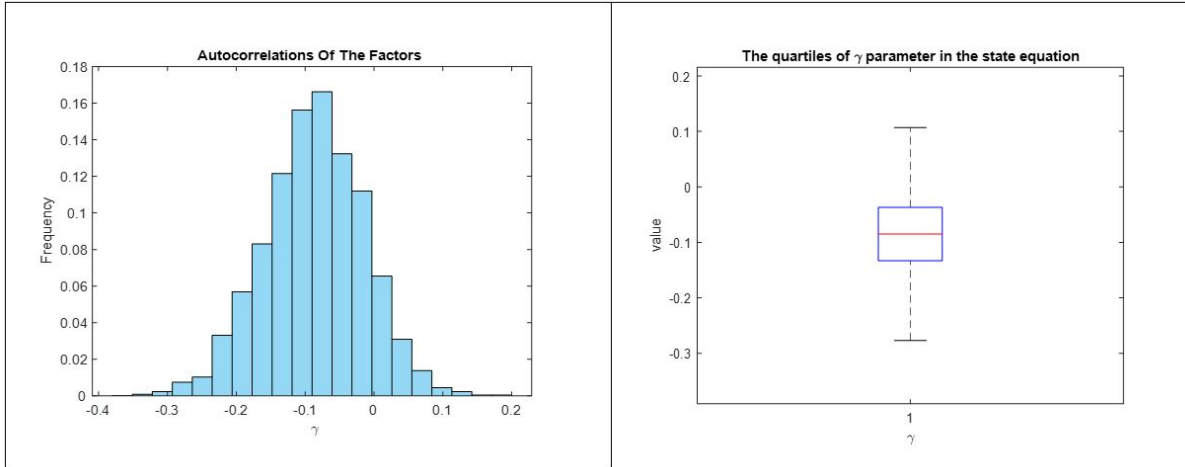 Autocorrelations Of The Factors
0.18
0.16
0.14
0.12
0.1
0.08
0.06
0.04
0.02
0
Frequency
-0.4 -0.3 -0.2 -0.1 0 0.1 0.2
γ
The quartiles of γ parameter in the state equation
0.2
0.1
0
-0.1
-0.2
-0.3
value
1
γ